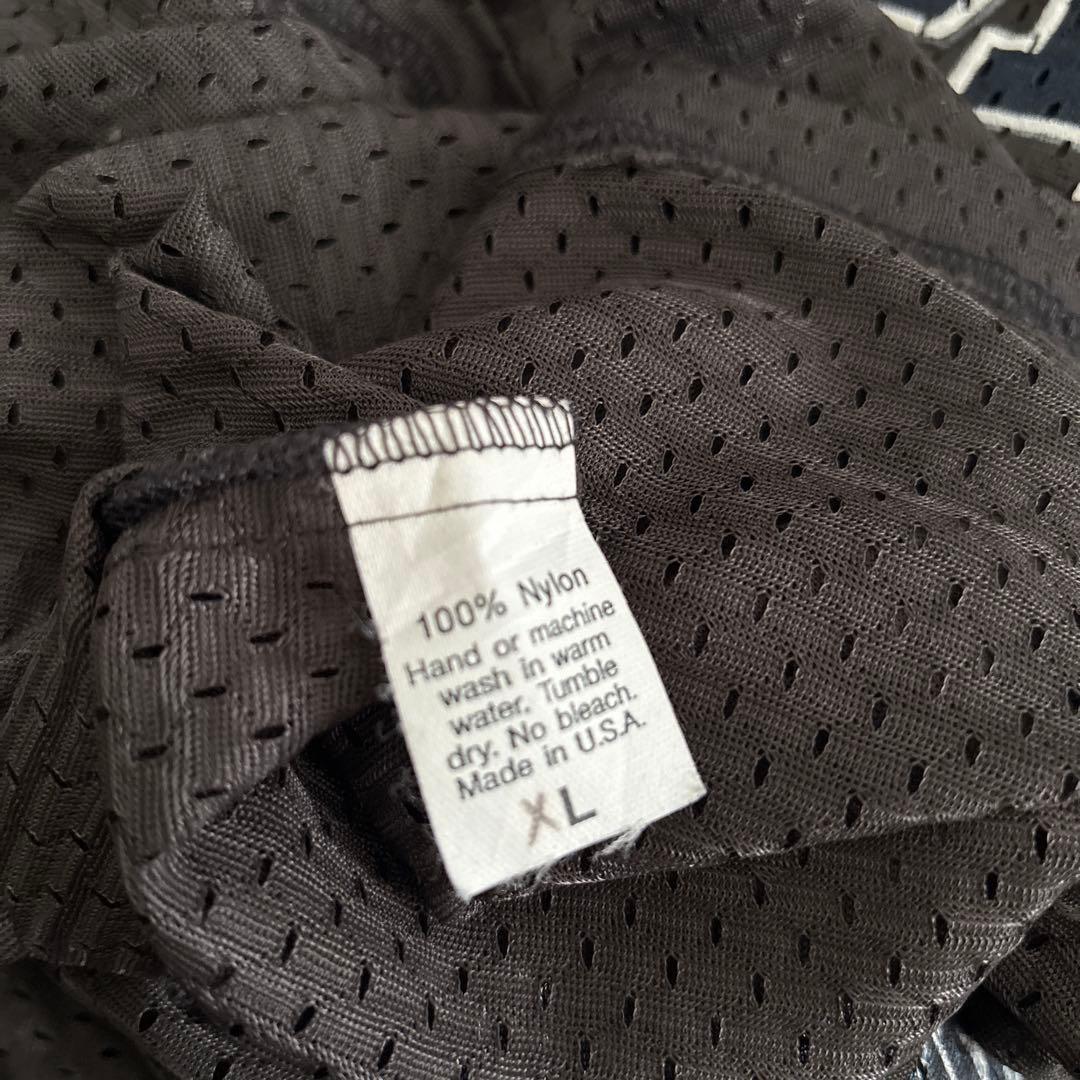 100% Nylon
Hand or machine
wash in warm
water. Tumble
dry. No bleach.
Made in U.S.A.
XL